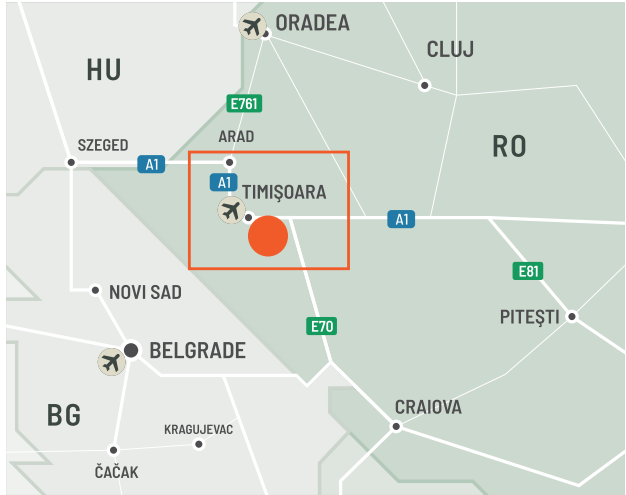 ORADEA
CLUJ
HU
E761
ARAD
SZEGED
A1
RO
A1
TIMIŞOARA
A1
E81
NOVI SAD
PITEŞTI
E70
BELGRADE
CRAIOVA
BG
KRAGUJEVAC
ČAČAK